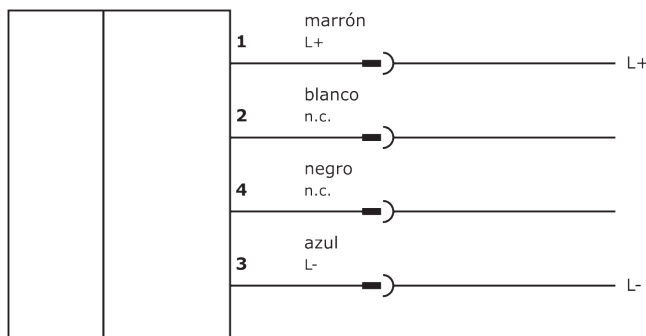 marrón
1 L+
L+
blanco
2 n.c.
negro
4 n.c.
azul
3 L-
L-